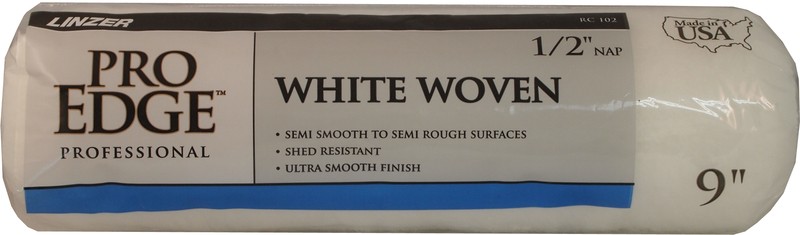 LINZER
RC 102
PRO
EDGE™
PROFESSIONAL
1/2" NAP
WHITE WOVEN
• SEMI SMOOTH TO SEMI ROUGH SURFACES
• SHED RESISTANT
• ULTRA SMOOTH FINISH
Made in
USA
9"